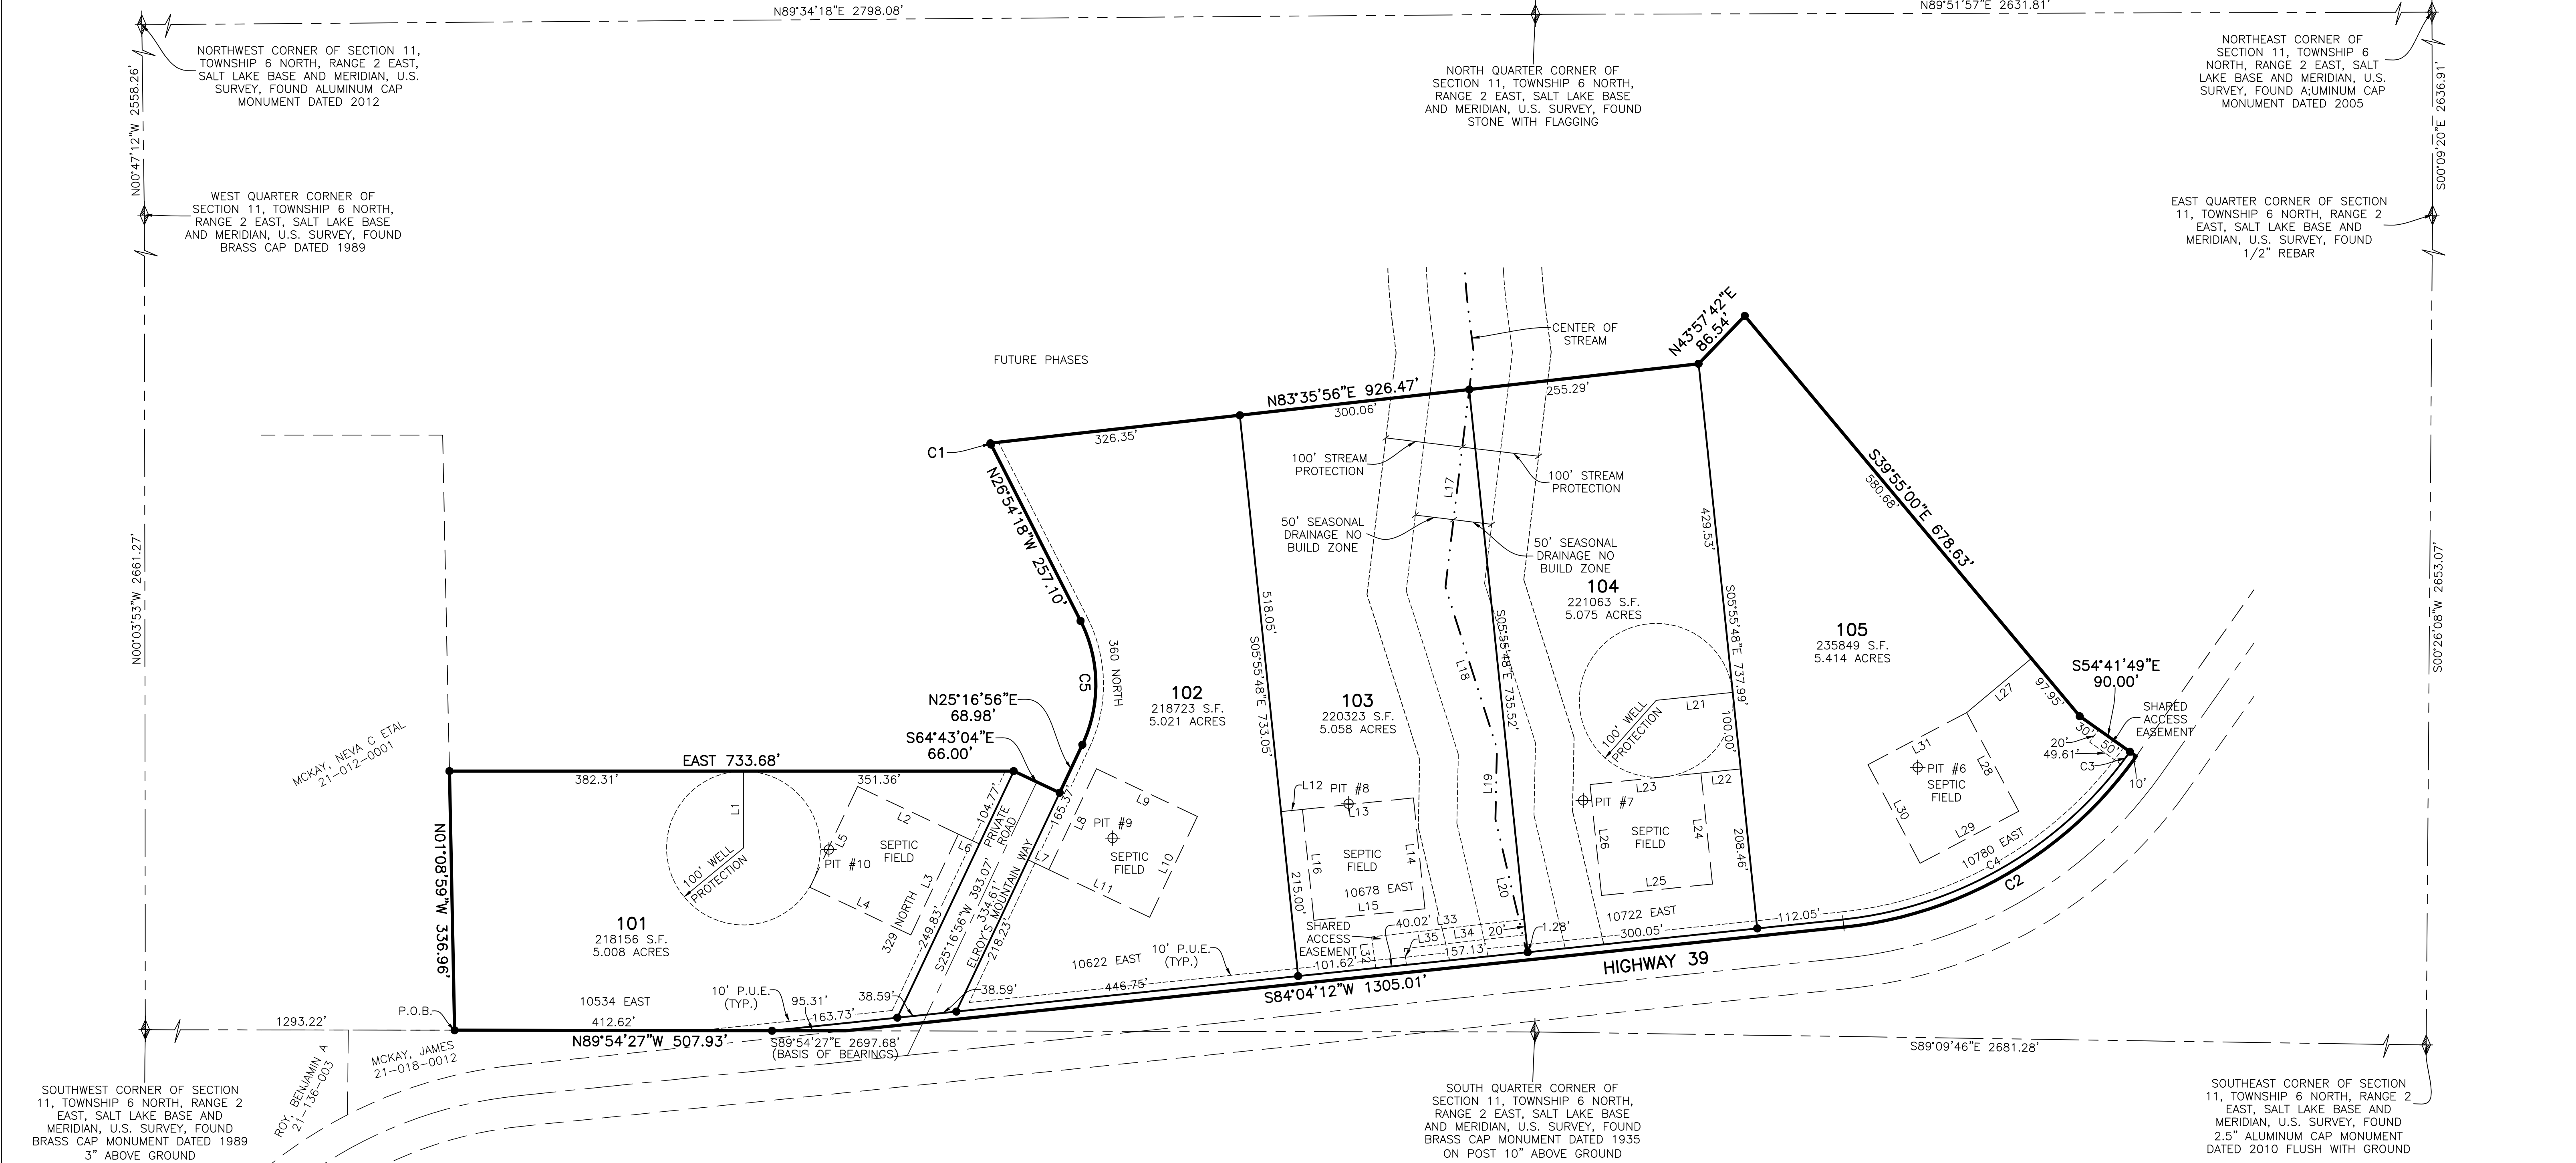 N89°34'18"E 2798.08'
N89°51'57"E 2631.81'
NORTHWEST CORNER OF SECTION 11,
TOWNSHIP 6 NORTH, RANGE 2 EAST,
SALT LAKE BASE AND MERIDIAN, U.S.
SURVEY, FOUND ALUMINUM CAP
MONUMENT DATED 2012
NORTH QUARTER CORNER OF
SECTION 11, TOWNSHIP 6 NORTH,
RANGE 2 EAST, SALT LAKE BASE
AND MERIDIAN, U.S. SURVEY, FOUND
STONE WITH FLAGGING
NORTHEAST CORNER OF
SECTION 11, TOWNSHIP 6
NORTH, RANGE 2 EAST, SALT
LAKE BASE AND MERIDIAN, U.S.
SURVEY, FOUND A;UMINUM CAP
MONUMENT DATED 2005
N00°47'12"W 2558.26'
S00°09'20"E 2636.91'
WEST QUARTER CORNER OF
SECTION 11, TOWNSHIP 6 NORTH,
RANGE 2 EAST, SALT LAKE BASE
AND MERIDIAN, U.S. SURVEY, FOUND
BRASS CAP DATED 1989
EAST QUARTER CORNER OF SECTION
11, TOWNSHIP 6 NORTH, RANGE 2
EAST, SALT LAKE BASE AND
MERIDIAN, U.S. SURVEY, FOUND
1/2" REBAR
FUTURE PHASES
CENTER OF
STREAM
N43°57'42"E
86.54'
N83°35'56"E 926.47'
326.35'
300.06'
255.29'
C1
N26°54'18"W 257.10'
100' STREAM
PROTECTION
100' STREAM
PROTECTION
L17
50' SEASONAL
DRAINAGE NO
BUILD ZONE
50' SEASONAL
DRAINAGE NO
BUILD ZONE
S39°55'00"E 678.63'
580.68'
429.53'
N00°03'53"W 2661.27'
S00°26'08"W 2653.07'
518.05'
S05°55'48"E 733.05'
S05°55'48"E 735.52'
S05°55'48"E 737.99'
104
221063 S.F.
5.075 ACRES
105
235849 S.F.
5.414 ACRES
102
218723 S.F.
5.021 ACRES
103
220323 S.F.
5.058 ACRES
360 NORTH
C5
L18
L19
N25°16'56"E
68.98'
S64°43'04"E
66.00'
EAST 733.68'
382.31'
351.36'
MCKAY, NEVA C ETAL
21-012-0001
N01°08'59"W 336.96'
L1
100' WELL
PROTECTION
100' WELL
PROTECTION
L21
100.00'
L22
L23
L24
L25
L26
PIT #7
SEPTIC
FIELD
208.46'
S54°41'49"E
90.00'
SHARED
ACCESS
EASEMENT
97.95'
30'
50'
20'
49.61'
C3
10'
L27
L28
L29
L30
L31
PIT #6
SEPTIC
FIELD
10780 EAST
C4
C2
L2
L5
L3
L4
L6
PIT #10
SEPTIC
FIELD
329 NORTH
104.77'
249.83'
PRIVATE
ROAD
S25°16'56"W 393.07'
334.61'
ELROY'S MOUNTAIN WAY
165.37'
218.23'
L7
L8
L9
L10
L11
PIT #9
SEPTIC
FIELD
L12
PIT #8
L13
L14
L16
SEPTIC
FIELD
10678 EAST
L15
215.00'
L20
SHARED
ACCESS
EASEMENT
40.02'
L33
L34
L35
L32
20'
1.28'
101.62'
157.13'
10722 EAST
300.05'
112.05'
HIGHWAY 39
S84°04'12"W 1305.01'
10622 EAST
10' P.U.E.
(TYP.)
446.75'
101
218156 S.F.
5.008 ACRES
10534 EAST
10' P.U.E.
(TYP.)
95.31'
163.73'
38.59'
38.59'
P.O.B.
1293.22'
412.62'
N89°54'27"W 507.93'
S89°54'27"E 2697.68'
(BASIS OF BEARINGS)
S89°09'46"E 2681.28'
MCKAY, JAMES
21-018-0012
ROY, BENJAMIN A
21-136-003
SOUTHWEST CORNER OF SECTION
11, TOWNSHIP 6 NORTH, RANGE 2
EAST, SALT LAKE BASE AND
MERIDIAN, U.S. SURVEY, FOUND
BRASS CAP MONUMENT DATED 1989
3" ABOVE GROUND
SOUTH QUARTER CORNER OF
SECTION 11, TOWNSHIP 6 NORTH,
RANGE 2 EAST, SALT LAKE BASE
AND MERIDIAN, U.S. SURVEY, FOUND
BRASS CAP MONUMENT DATED 1935
ON POST 10" ABOVE GROUND
SOUTHEAST CORNER OF SECTION
11, TOWNSHIP 6 NORTH, RANGE 2
EAST, SALT LAKE BASE AND
MERIDIAN, U.S. SURVEY, FOUND
2.5" ALUMINUM CAP MONUMENT
DATED 2010 FLUSH WITH GROUND